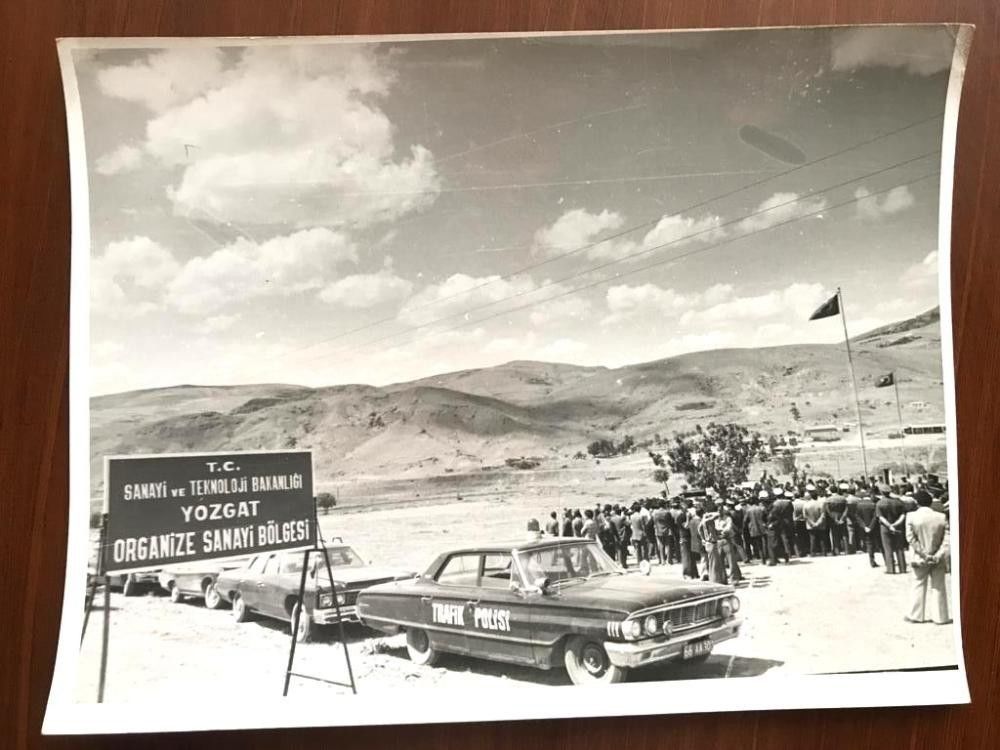 T.C.
SANAYİ VE TEKNOLOJİ BAKANLIĞI
YOZGAT
ORGANİZE SANAYİ BÖLGESİ
TRAFİK POLİSİ